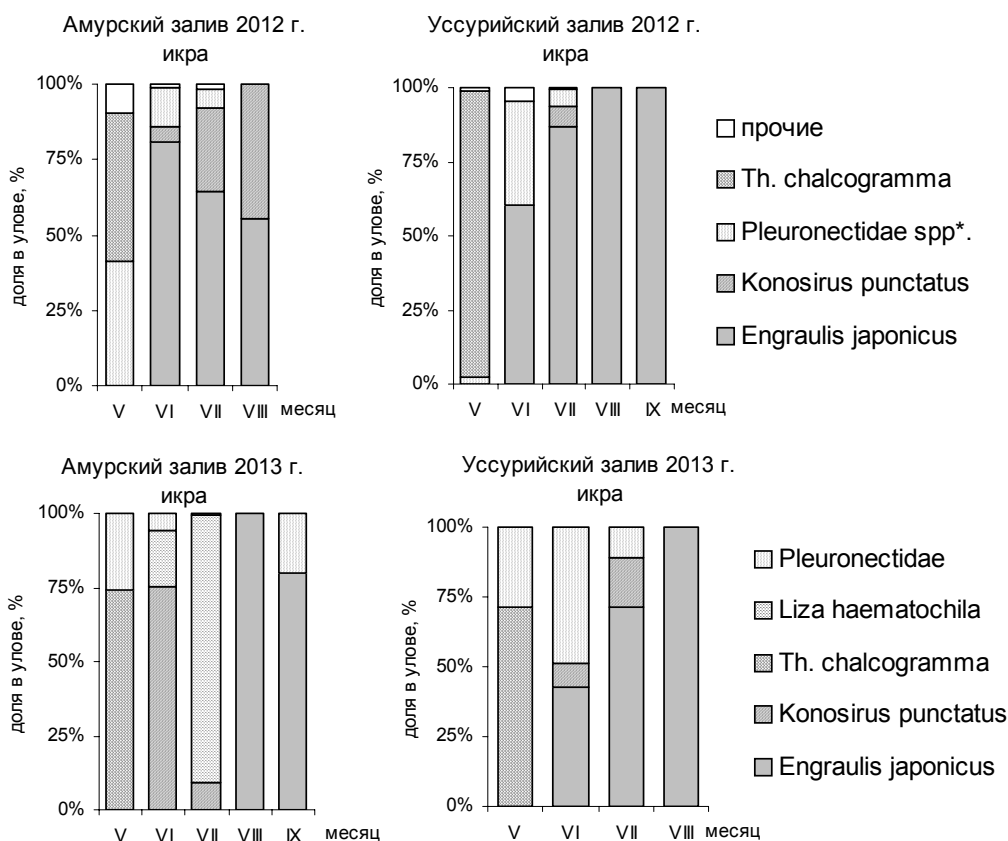 Амурский залив 2012 г.
икра
доля в улове, %
100%
75%
50%
25%
0%
V VI VII VIII месяц
Уссурийский залив 2012 г.
икра
100%
75%
50%
25%
0%
V VI VII VIII IX месяц
прочие
Th. chalcogramma
Pleuronectidae spp*.
Konosirus punctatus
Engraulis japonicus
Амурский залив 2013 г.
икра
доля в улове, %
100%
75%
50%
25%
0%
V VI VII VIII IX месяц
Уссурийский залив 2013 г.
икра
доля в улове, %
100%
75%
50%
25%
0%
V VI VII VIII месяц
Pleuronectidae
Liza haematochila
Th. chalcogramma
Konosirus punctatus
Engraulis japonicus